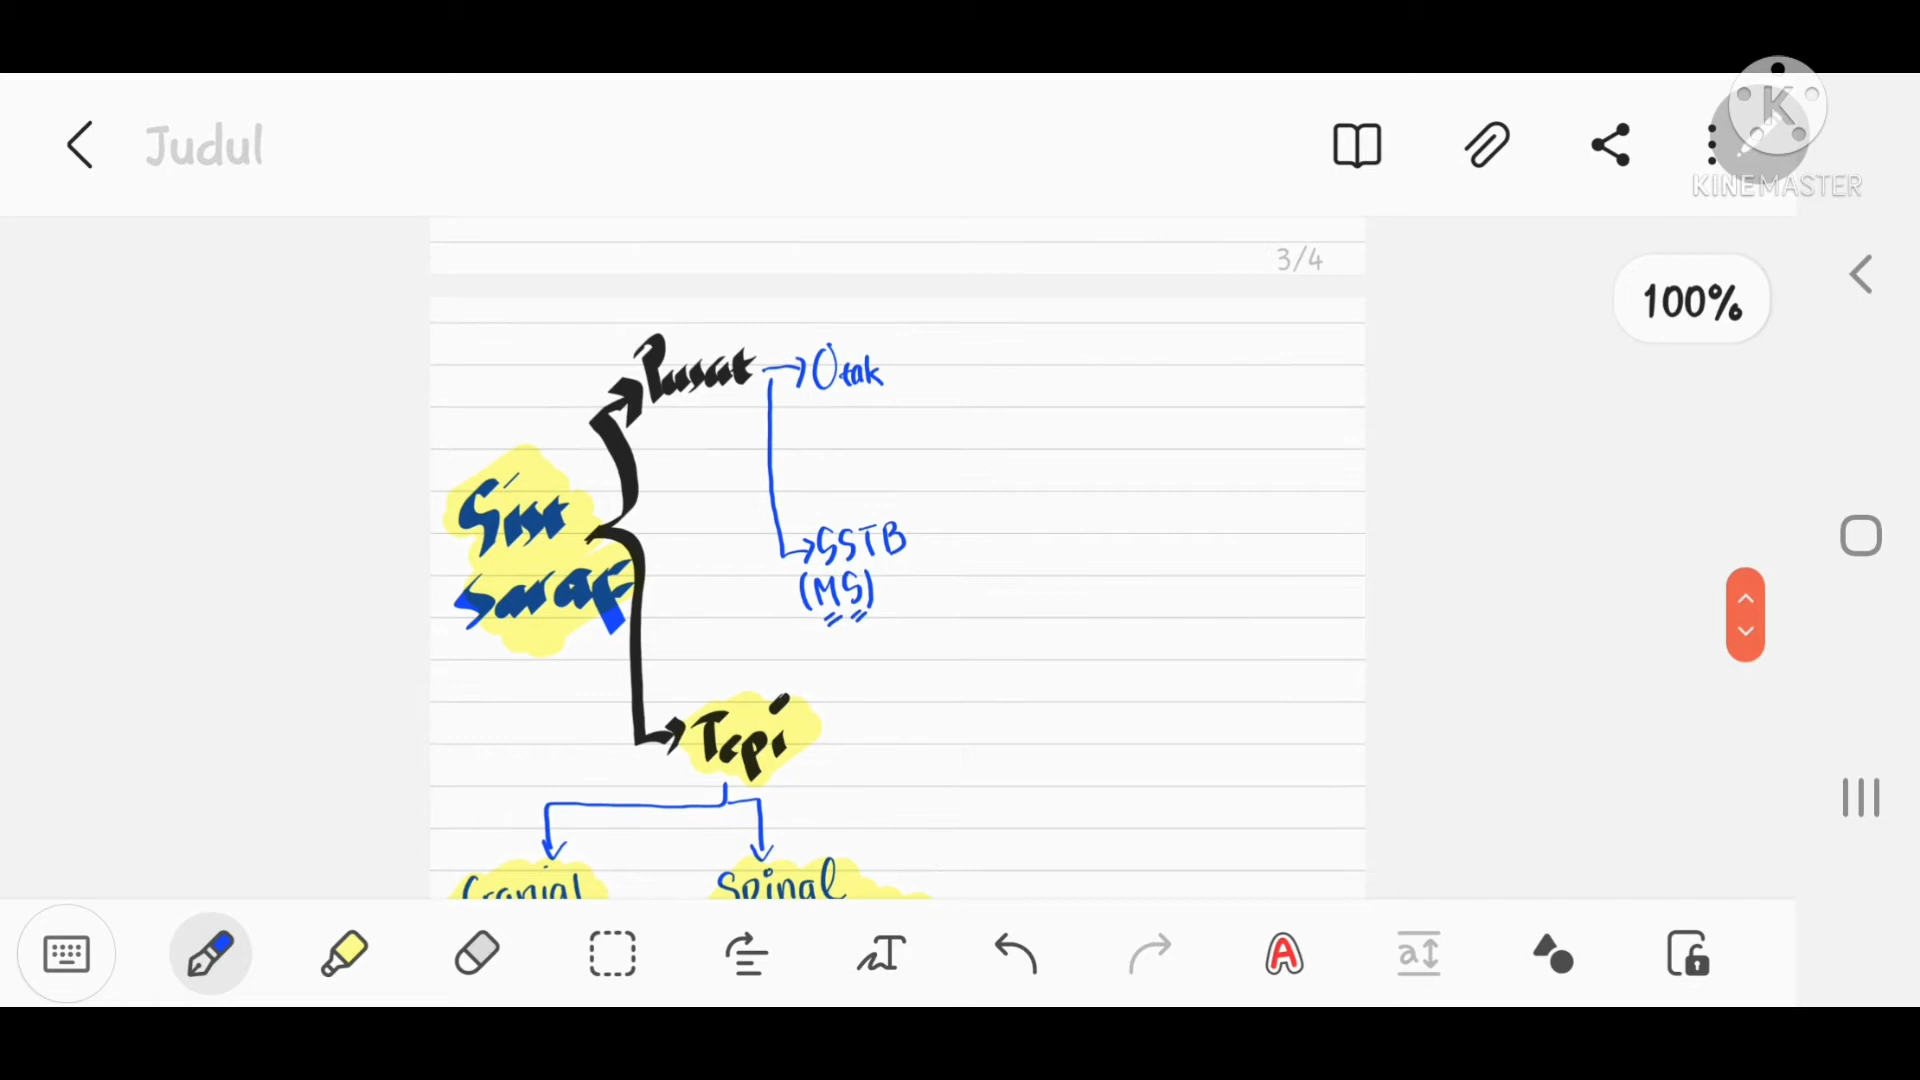 Judul
KINEMASTER
3/4
100%
Pusat
Otak
Sist
saraf
SSTB
(MS)
Tepi
Cranial
Spinal